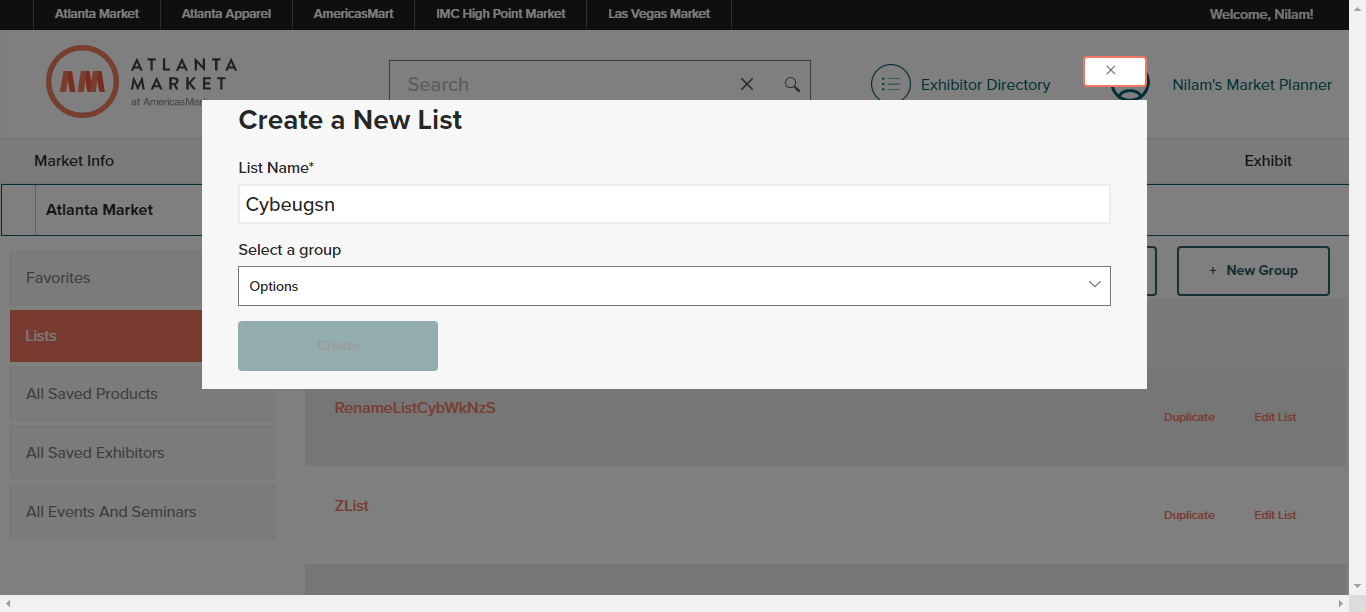 Atlanta Market
Atlanta Apparel
AmericasMart
IMC High Point Market
Las Vegas Market
Welcome, Nilam!
AM
ATLANTA
MARKET
at AmericasMar
Search
Exhibitor Directory
Nilam's Market Planner
Market Info
Exhibit
Atlanta Market
Create a New List
List Name*
Cybeugsn
Select a group
Options
Create
+ New Group
Favorites
Lists
All Saved Products
All Saved Exhibitors
All Events And Seminars
RenameListCybWkNzS
Duplicate
Edit List
ZList
Duplicate
Edit List